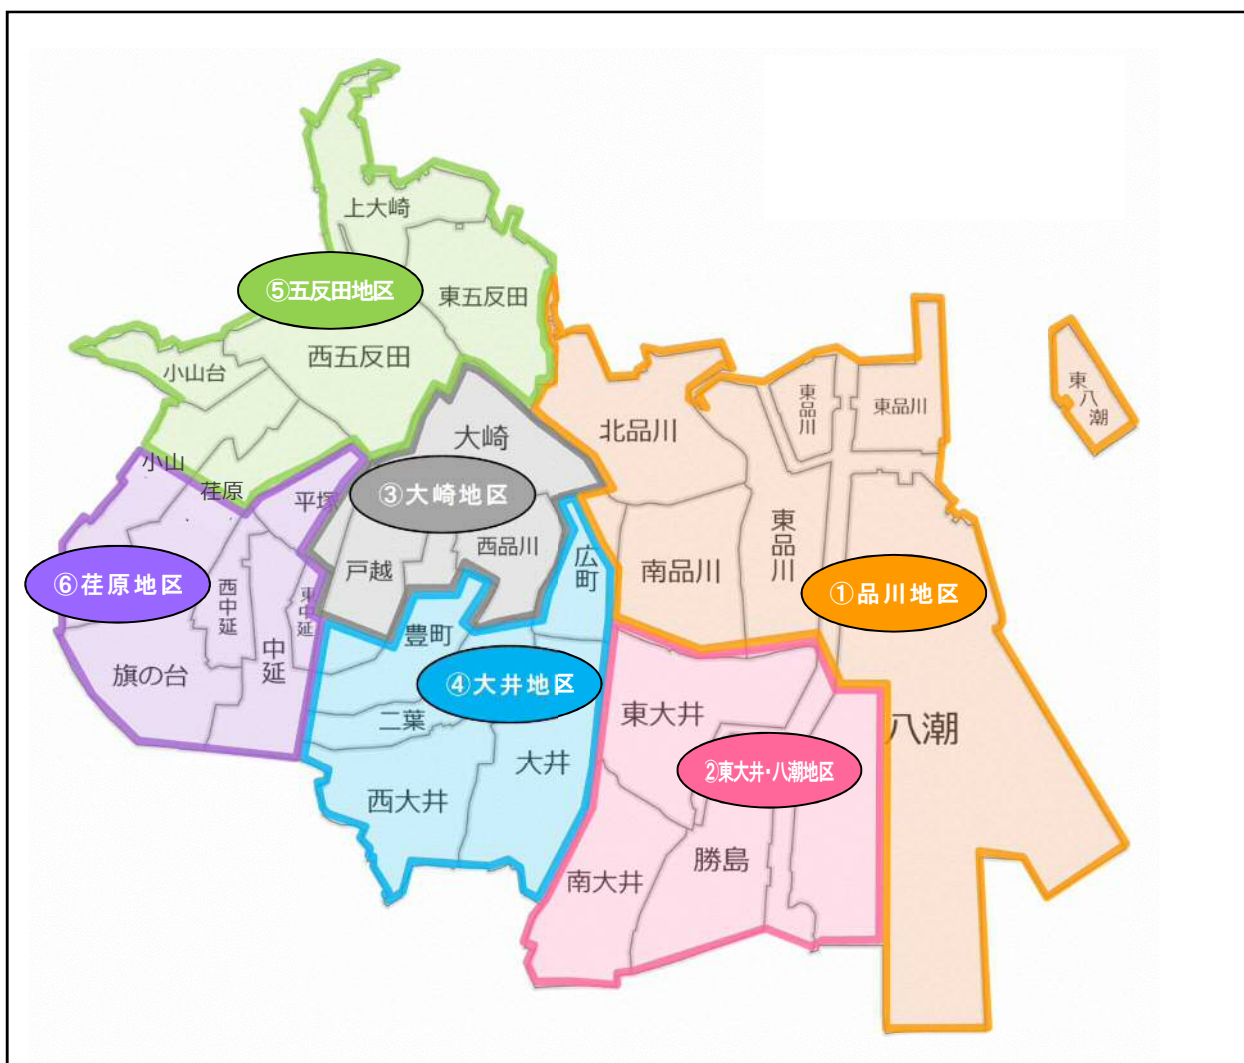 上大崎
⑤五反田地区
東五反田
西五反田
小山台
東八潮
東品川
東品川
北品川
大崎
小山
荏原
平塚
③大崎地区
東品川
西品川
広町
南品川
戸越
⑥荏原地区
西中延
東中延
①品川地区
豊町
中延
旗の台
④大井地区
東大井
二葉
八潮
大井
②東大井・八潮地区
西大井
勝島
南大井